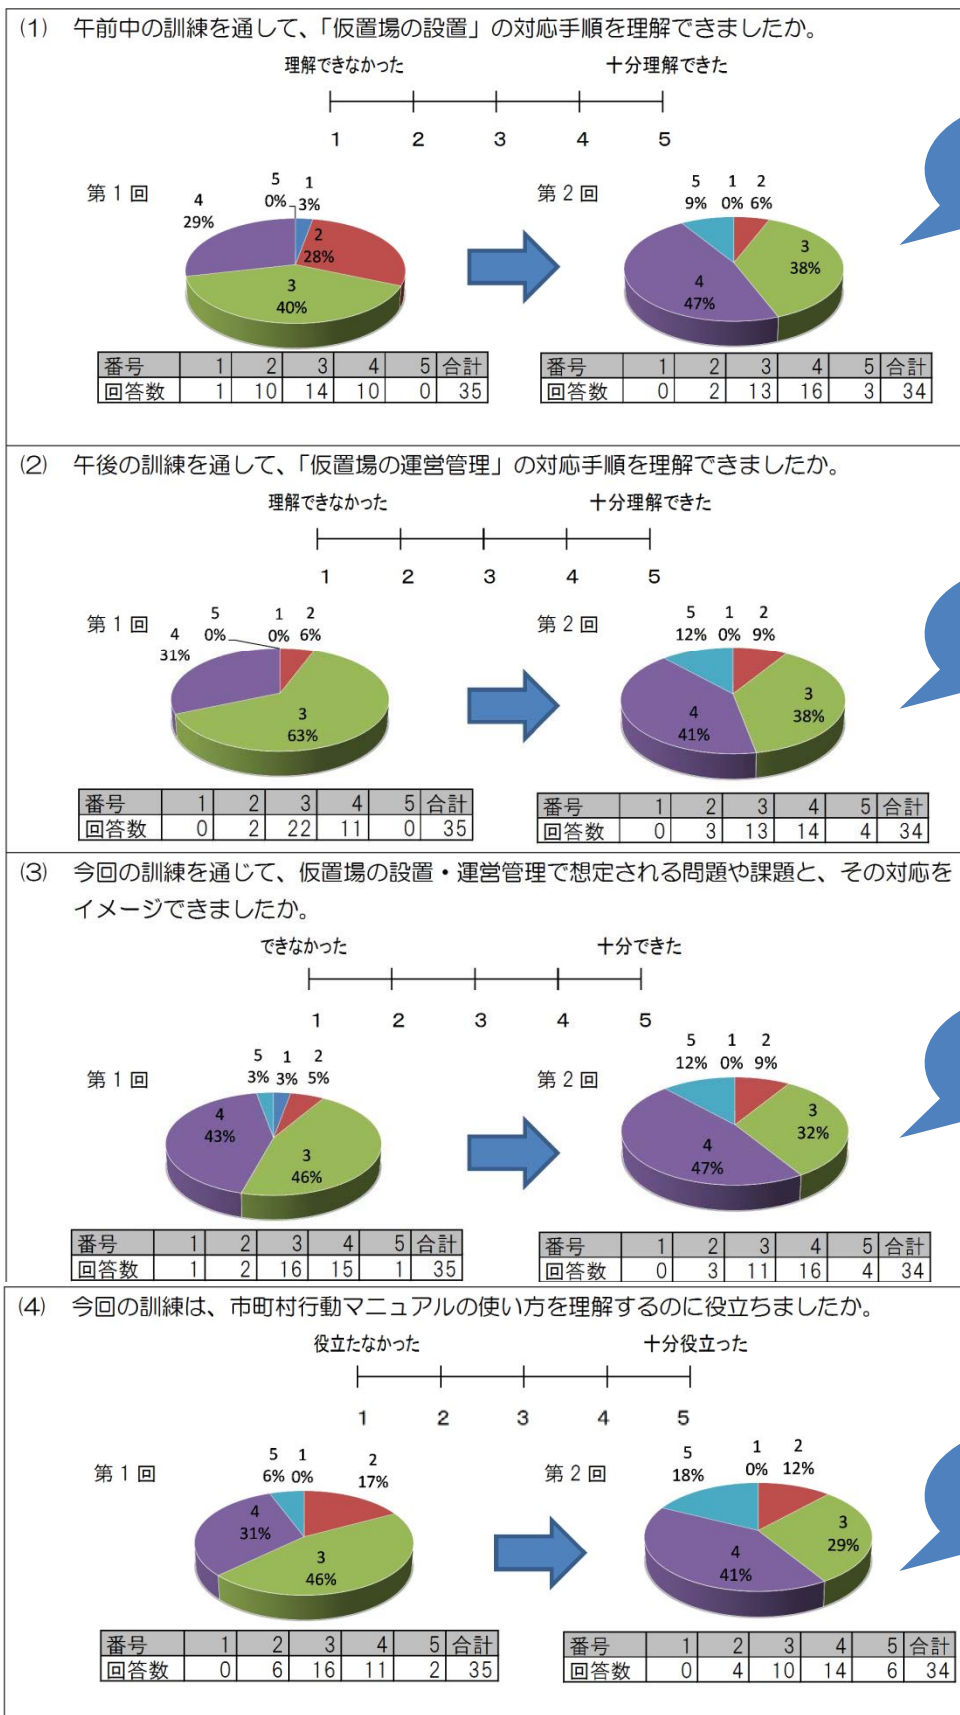 (1) 午前中の訓練を通して、「仮置場の設置」の対応手順を理解できましたか。
理解できなかった 十分理解できた
1 2 3 4 5
第1回
5 0%
1 3%
2 28%
3 40%
4 29%
第2回
5 9%
1 0%
2 6%
3 38%
4 47%
番号 1 2 3 4 5 合計
回答数 1 10 14 10 0 35
番号 1 2 3 4 5 合計
回答数 0 2 13 16 3 34
(2) 午後の訓練を通して、「仮置場の運営管理」の対応手順を理解できましたか。
理解できなかった 十分理解できた
1 2 3 4 5
第1回
5 0%
1 0%
2 6%
3 63%
4 31%
第2回
5 12%
1 0%
2 9%
3 38%
4 41%
番号 1 2 3 4 5 合計
回答数 0 2 22 11 0 35
番号 1 2 3 4 5 合計
回答数 0 3 13 14 4 34
(3) 今回の訓練を通じて、仮置場の設置・運営管理で想定される問題や課題と、その対応を
イメージできましたか。
できなかった 十分できた
1 2 3 4 5
第1回
5 3%
1 3%
2 5%
3 46%
4 43%
第2回
5 12%
1 0%
2 9%
3 32%
4 47%
番号 1 2 3 4 5 合計
回答数 1 2 16 15 1 35
番号 1 2 3 4 5 合計
回答数 0 3 11 16 4 34
(4) 今回の訓練は、市町村行動マニュアルの使い方を理解するのに役立ちましたか。
役立たなかった 十分役立った
1 2 3 4 5
第1回
5 6%
1 0%
2 17%
3 46%
4 31%
第2回
5 18%
1 0%
2 12%
3 29%
4 41%
番号 1 2 3 4 5 合計
回答数 0 6 16 11 2 35
番号 1 2 3 4 5 合計
回答数 0 4 10 14 6 34